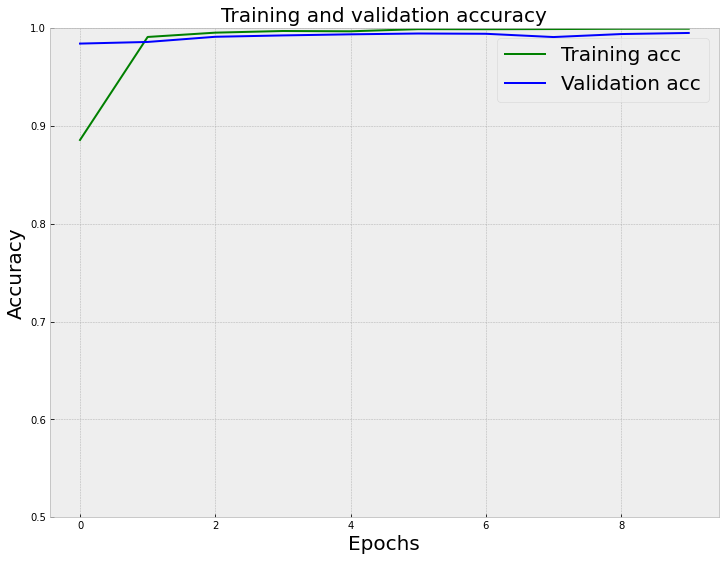 Training and validation accuracy
1.0
Training acc
Validation acc
0.9
0.8
Accuracy
0.7
0.6
0.5
0 2 4 6 8
Epochs